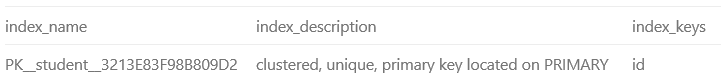 index_name index_description index_keys
PK__student__3213E83F98B809D2 clustered, unique, primary key located on PRIMARY id